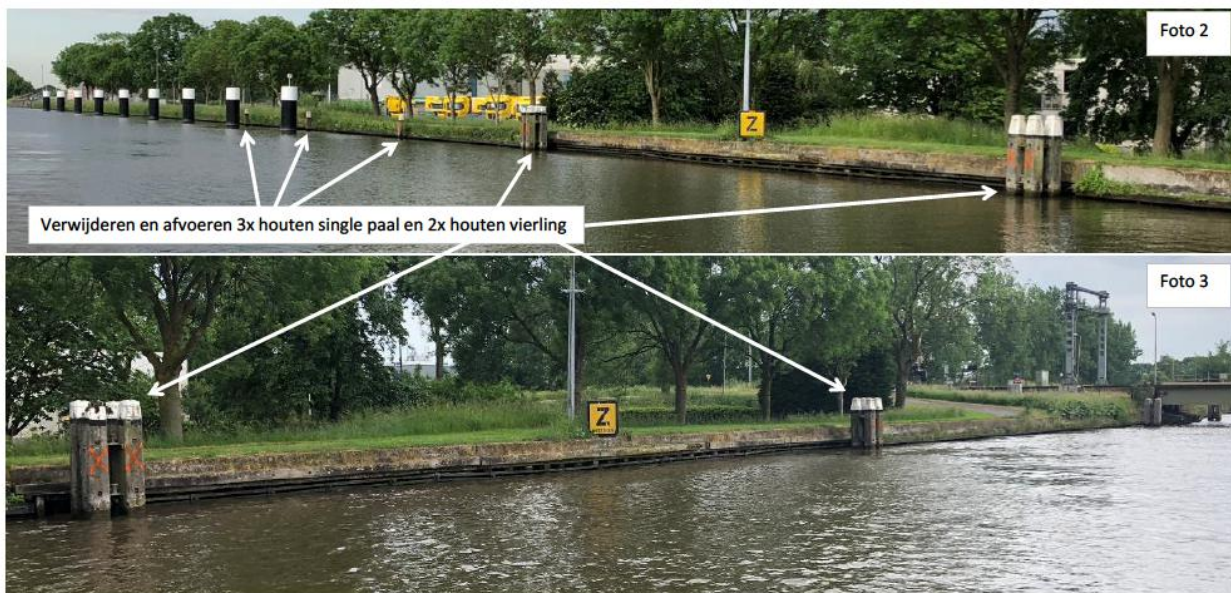 Foto 2
Z
Verwijderen en afvoeren 3x houten single paal en 2x houten vierling
Foto 3
Z